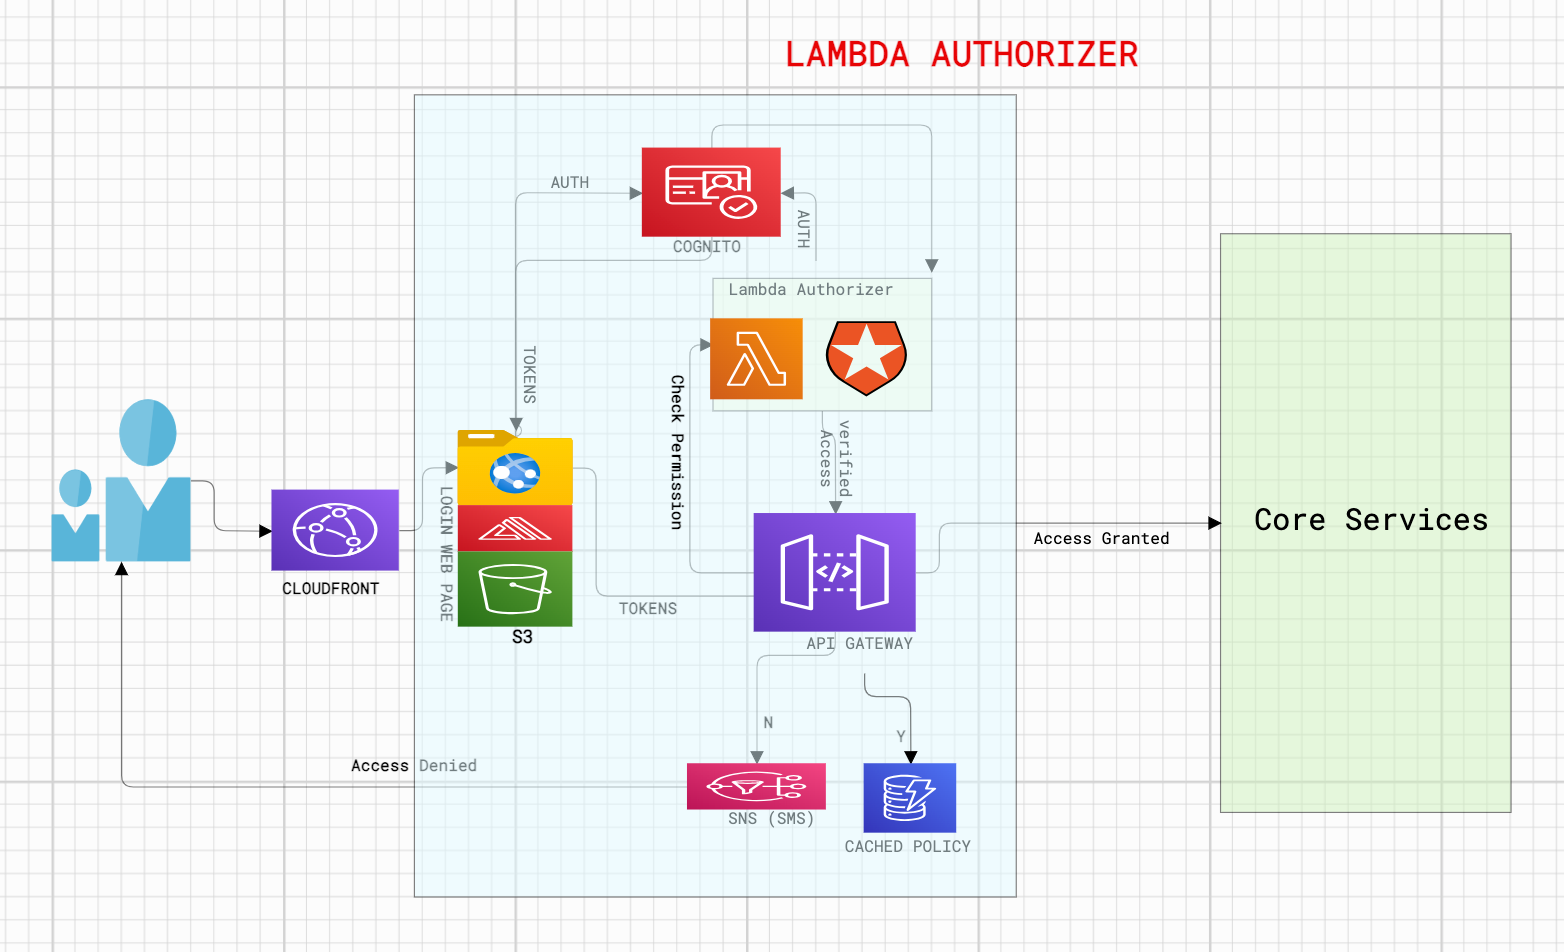 LAMBDA AUTHORIZER
AUTH
AUTH
COGNITO
Lambda Authorizer
TOKENS
Check Permission
verified
Access
LOGIN WEB PAGE
</>
Core Services
Access Granted
CLOUDFRONT
TOKENS
S3
API GATEWAY
N
Y
Access Denied
SNS (SMS)
CACHED POLICY